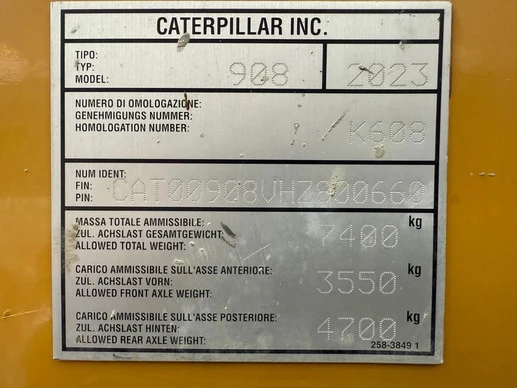 CATERPILLAR INC.
TIPO:
TYP:
MODEL: 908 2023
NUMERO DI OMOLOGAZIONE:
GENEHMIGUNGS NUMMER:
HOMOLOGATION NUMBER: / K608
NUM IDENT:
FIN:
PIN: CAT00908VHZ800660
MASSA TOTALE AMMISSIBILE:
ZUL. ACHSLAST GESAMTGEWICHT: 7400 kg
ALLOWED TOTAL WEIGHT:
CARICO AMMISSIBILE SULL'ASSE ANTERIORE:
ZUL. ACHSLAST VORN: 3550 kg
ALLOWED FRONT AXLE WEIGHT:
CARICO AMMISSIBILE SULL'ASSE POSTERIORE:
ZUL. ACHSLAST HINTEN: 4700 kg
ALLOWED REAR AXLE WEIGHT:
258-3849 1